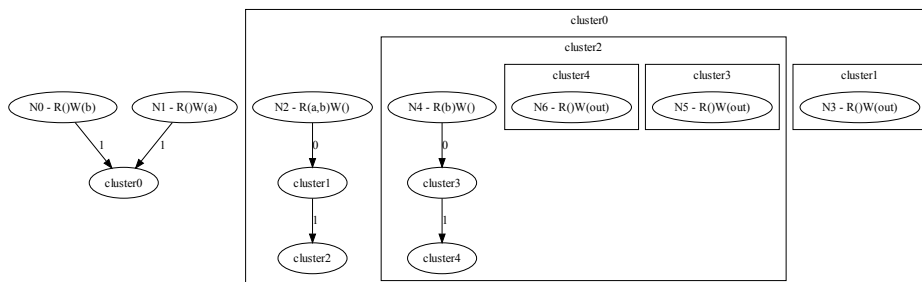 cluster0
cluster2
cluster4
cluster3
cluster1
N0 - R()W(b)
N1 - R()W(a)
N2 - R(a,b)W()
N4 - R(b)W()
N6 - R()W(out)
N5 - R()W(out)
N3 - R()W(out)
1
1
0
0
cluster0
cluster1
cluster3
1
1
cluster2
cluster4